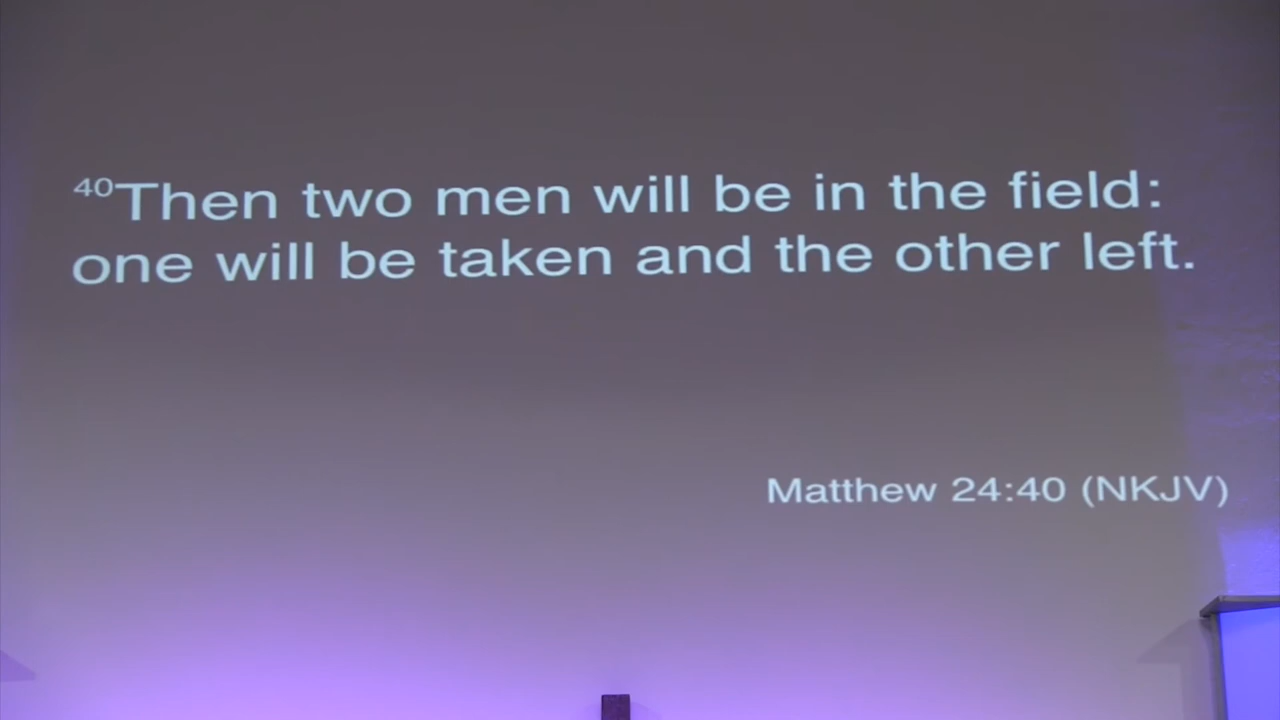 40Then two men will be in the field:
one will be taken and the other left.
Matthew 24:40 (NKJV)